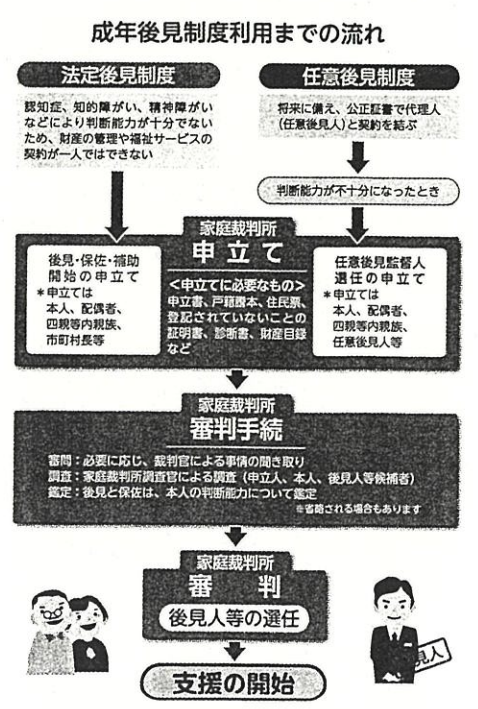 成年後見制度利用までの流れ
法定後見制度
認知症、知的障がい、精神障がい
などにより判断能力が十分でない
ため、財産の管理や福祉サービスの
契約が一人ではできない
任意後見制度
将来に備え、公正証書で代理人
(任意後見人)と契約を結ぶ
判断能力が不十分になったとき
家庭裁判所
申立て
後見・保佐・補助
開始の申立て
*申立ては
本人、配偶者、
四親等内親族、
市町村長等
<申立てに必要なもの>
申立書、戸籍謄本、住民票、
登記されていないことの
証明書、診断書、財産目録
など
任意後見監督人
選任の申立て
*申立ては
本人、配偶者、
四親等内親族、
任意後見人等
家庭裁判所
審判手続
審問:必要に応じ、裁判官による事情の聞き取り
調査:家庭裁判所調査官による調査(申立人、本人、後見人等候補者)
鑑定:後見と保佐は、本人の判断能力について鑑定
※省略される場合もあります
家庭裁判所
審判
後見人等の選任
見人
支援の開始